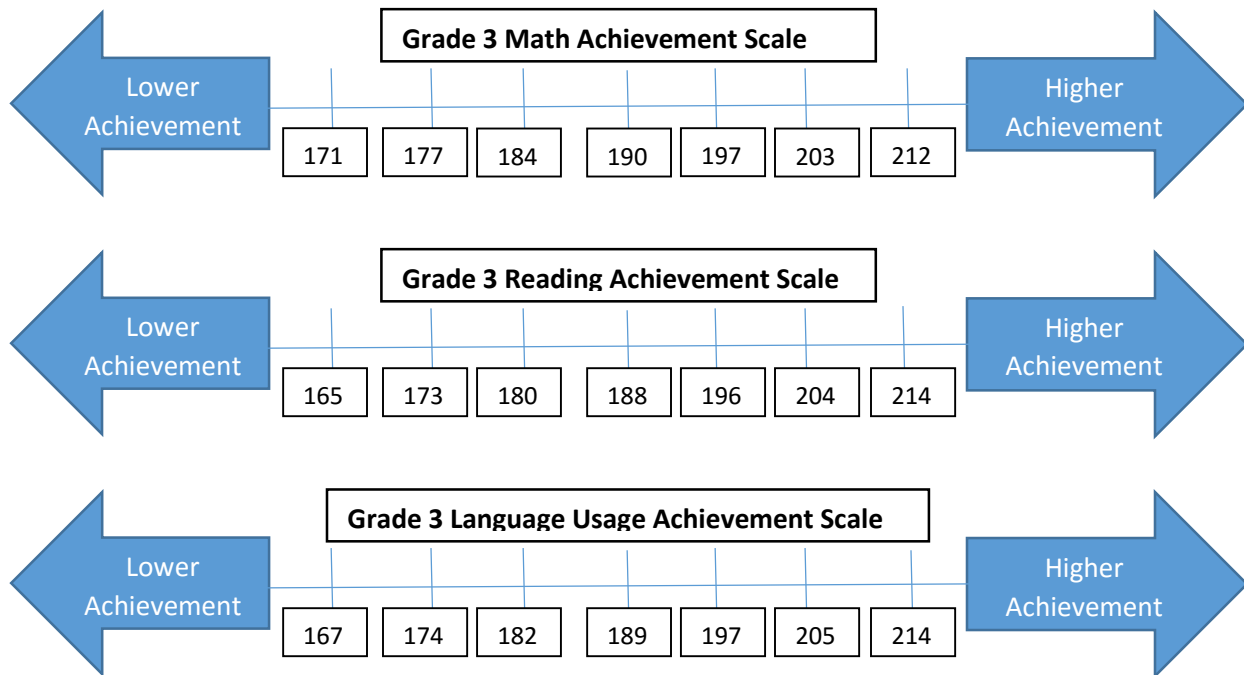 Grade 3 Math Achievement Scale
Lower
Achievement
Higher
Achievement
171 177 184 190 197 203 212
Grade 3 Reading Achievement Scale
Lower
Achievement
Higher
Achievement
165 173 180 188 196 204 214
Grade 3 Language Usage Achievement Scale
Lower
Achievement
Higher
Achievement
167 174 182 189 197 205 214